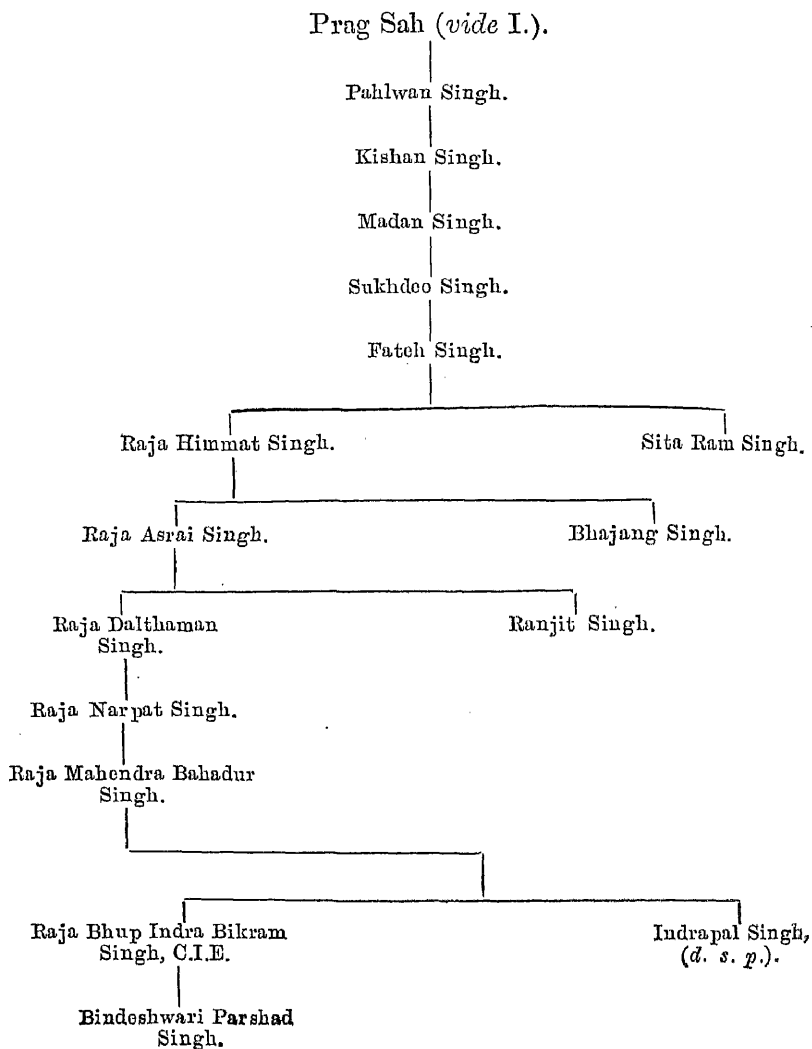 Prag Sah (vide I.).
Pahlwan Singh.
Kishan Singh.
Madan Singh.
Sukhdeo Singh.
Fateh Singh.
Raja Himmat Singh. Sita Ram Singh.
Raja Asrai Singh. Bhajang Singh.
Raja Dalthaman Ranjit Singh.
Singh.
Raja Narpat Singh.
Raja Mahendra Bahadur
Singh.
Raja Bhup Indra Bikram Indrapal Singh,
Singh, C.I.E. (d. s. p.).
Bindeshwari Parshad
Singh.